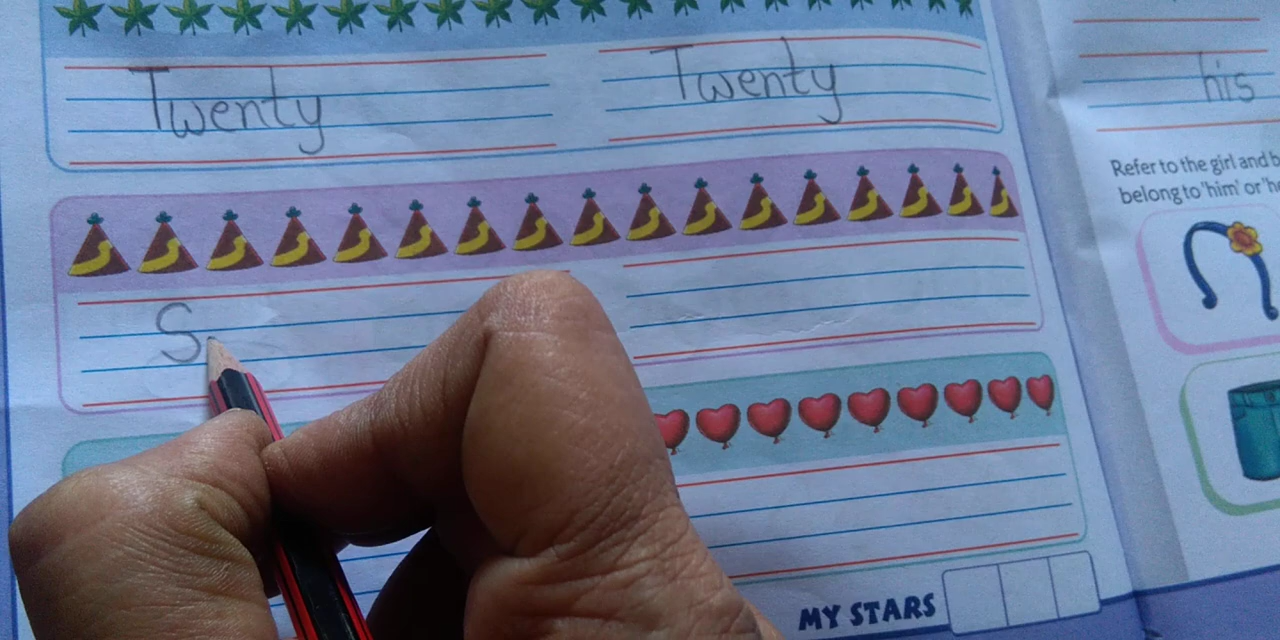 Twenty Twenty
S
MY STARS
his
Refer to the girl and
belong to 'him' or